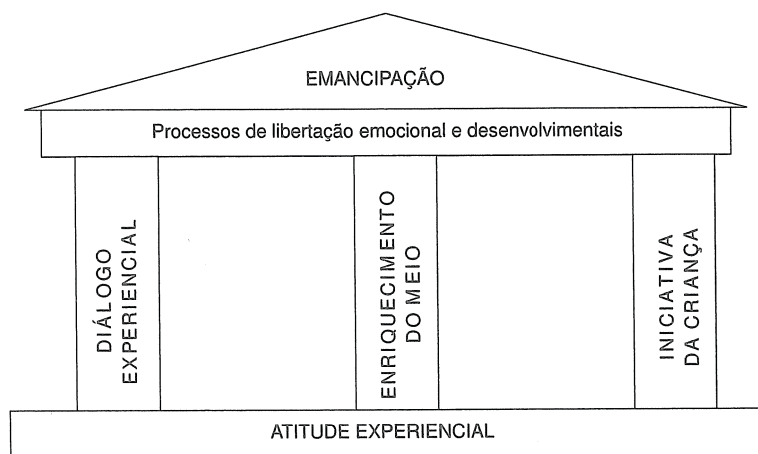 EMANCIPAÇÃO
Processos de libertação emocional e desenvolvimentais
DIÁLOGO
EXPERIENCIAL
ENRIQUECIMENTO
DO MEIO
INICIATIVA
DA CRIANÇA
ATITUDE EXPERIENCIAL